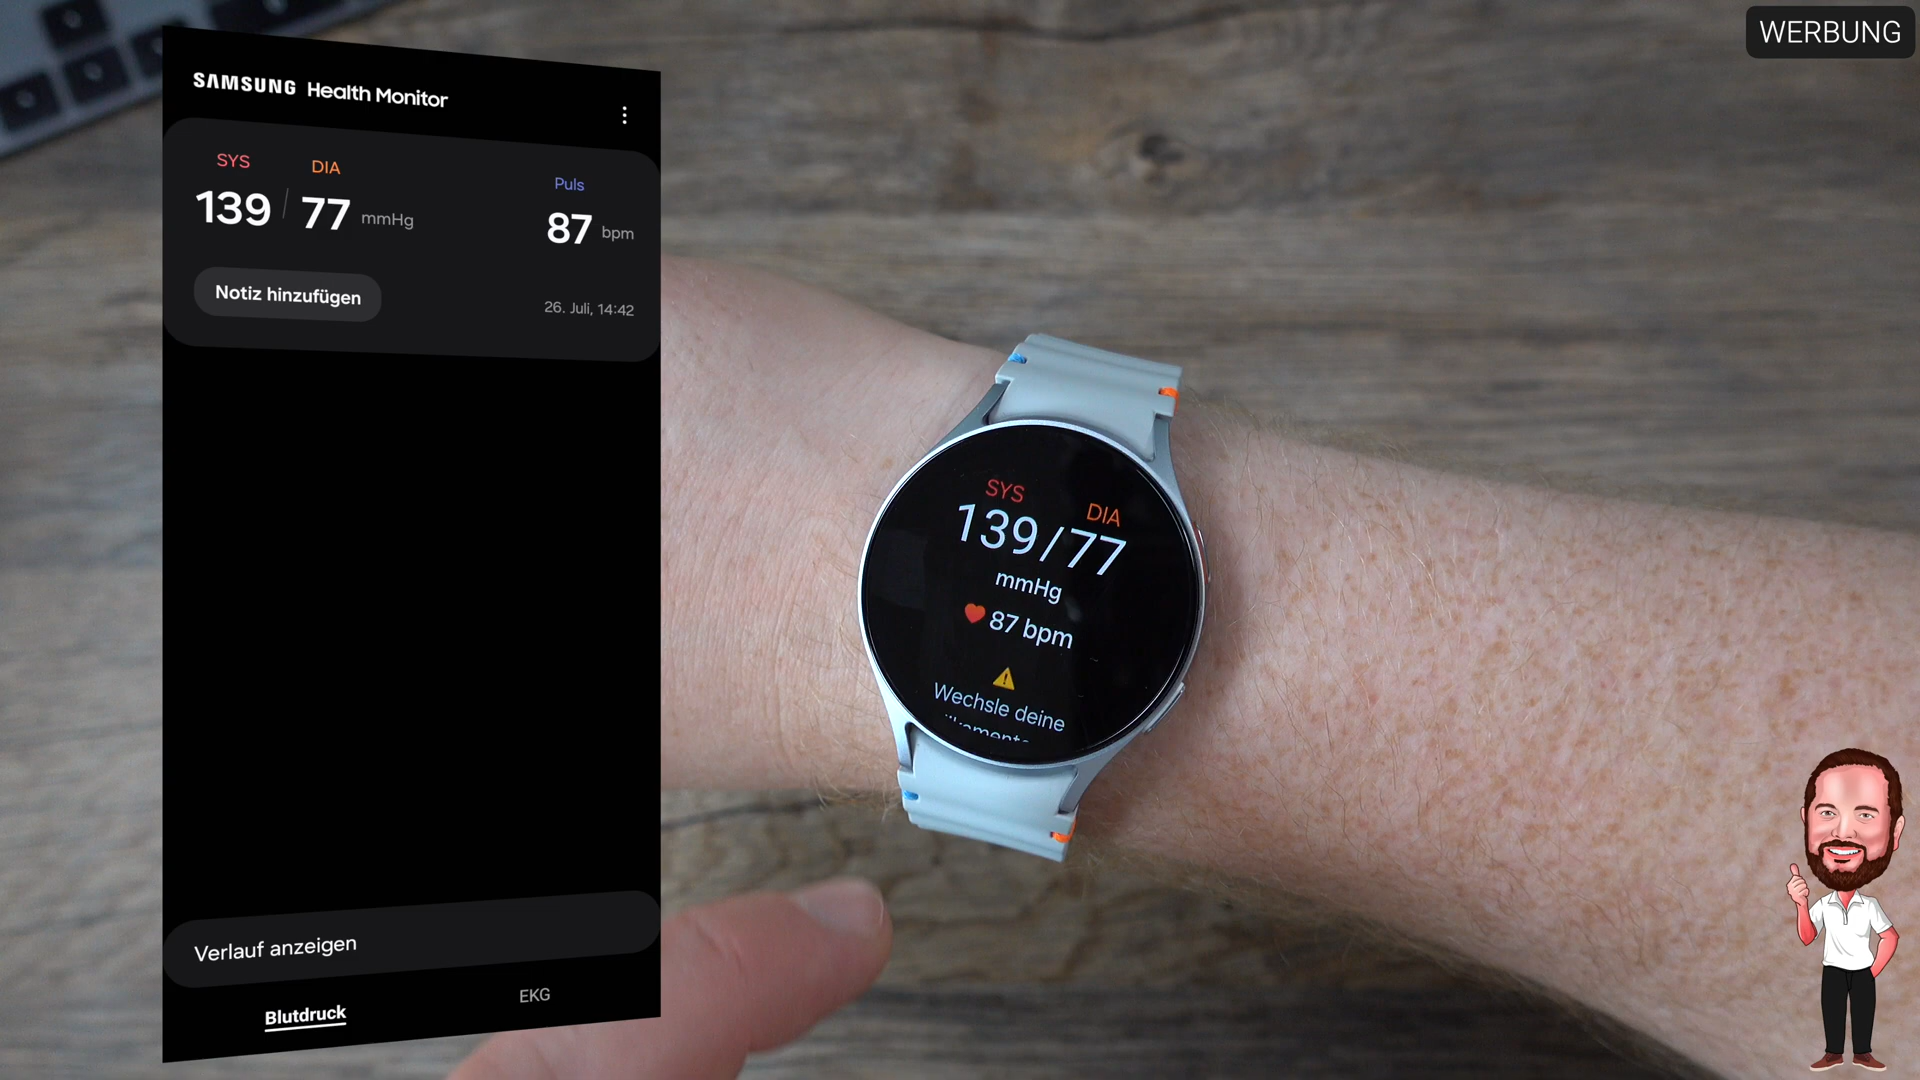 WERBUNG
SAMSUNG Health Monitor
SYS DIA Puls
139 / 77 mmHg 87 bpm
Notiz hinzufügen 26. Juli, 14:42
Verlauf anzeigen
Blutdruck EKG
SYS DIA
139/77
mmHg
87 bpm
Wechsle deine